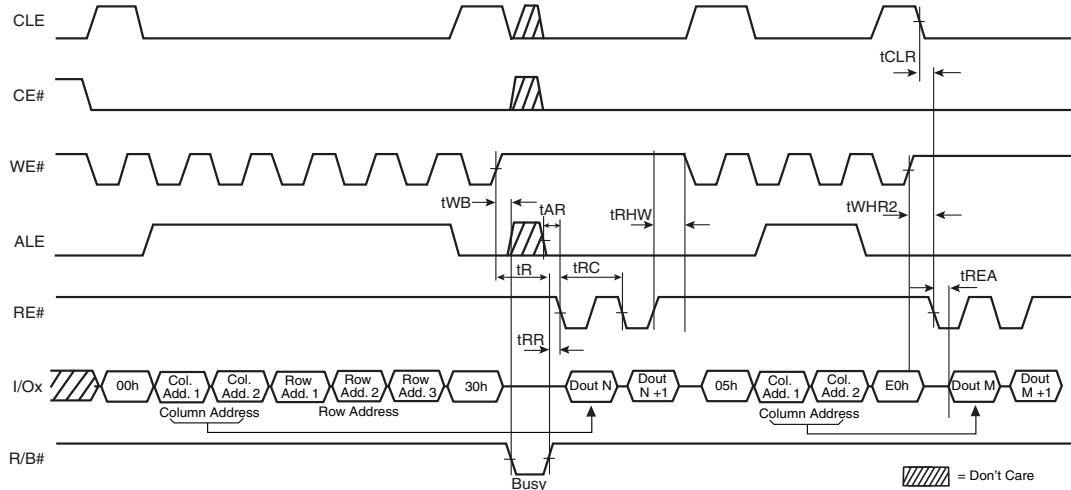 CLE
tCLR
CE#
WE#
tWB
tAR
tRHW
tWHR2
ALE
tR
tRC
tREA
RE#
tRR
I/Ox
00h
Col. Add. 1
Col. Add. 2
Row Add. 1
Row Add. 2
Row Add. 3
30h
Dout N
Dout N +1
05h
Col. Add. 1
Col. Add. 2
E0h
Dout M
Dout M +1
Column Address
Row Address
Column Address
R/B#
Busy
= Don't Care